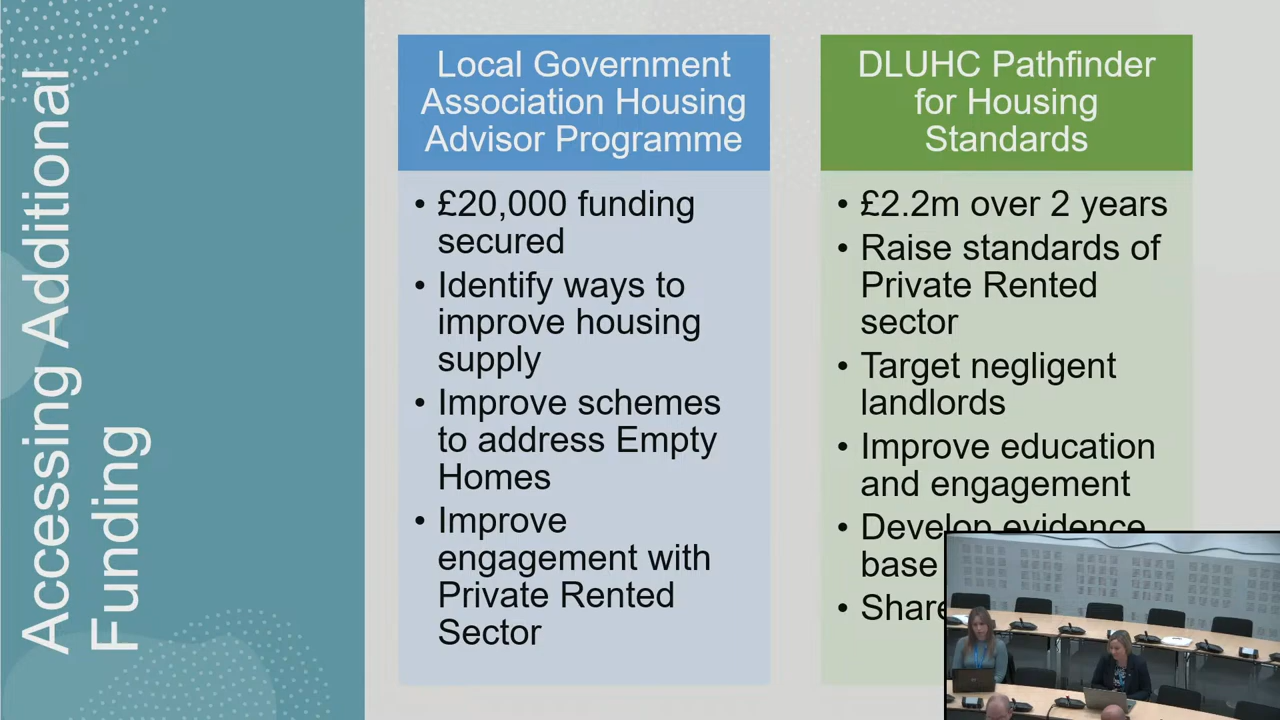 Accessing Additional
Funding
Local Government
Association Housing
Advisor Programme
• £20,000 funding
secured
• Identify ways to
improve housing
supply
• Improve schemes
to address Empty
Homes
• Improve
engagement with
Private Rented
Sector
DLUHC Pathfinder
for Housing
Standards
• £2.2m over 2 years
• Raise standards of
Private Rented
sector
• Target negligent
landlords
• Improve education
and engagement
• Develop evidence
base
• Share